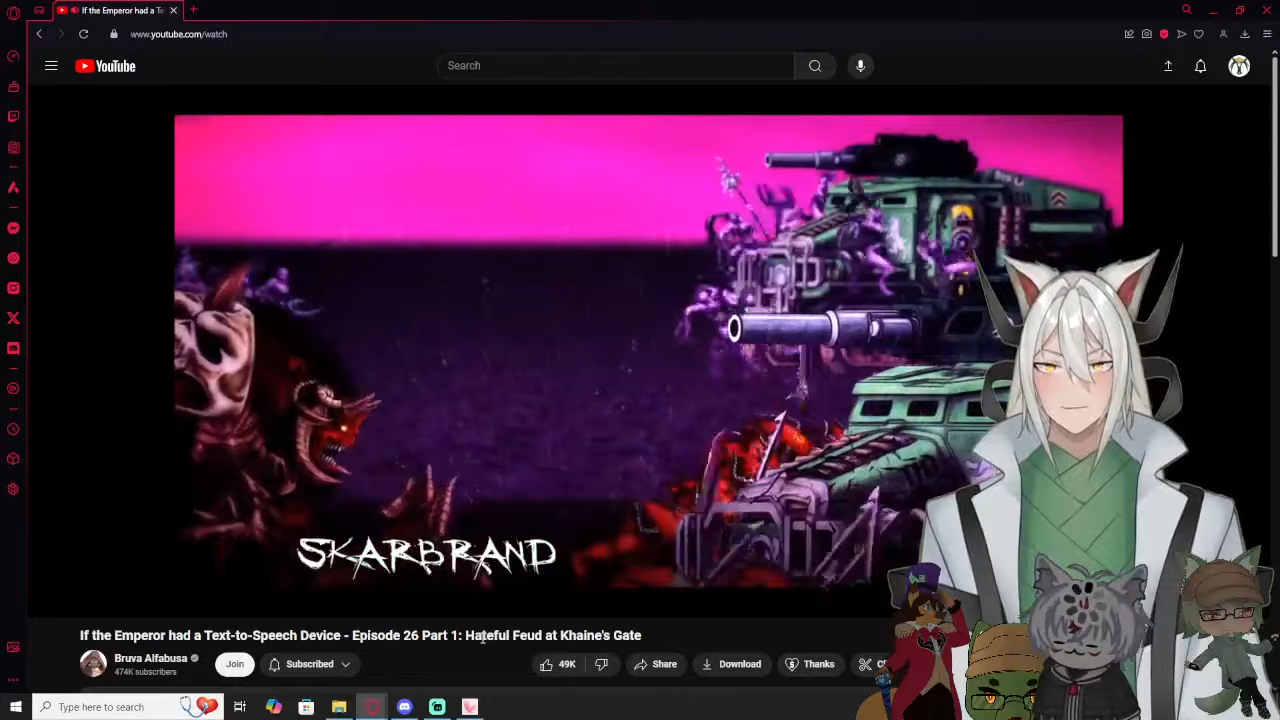 If the Emperor had a Te
www.youtube.com/watch
YouTube
Search
SKARBRAND
If the Emperor had a Text-to-Speech Device - Episode 26 Part 1: Hateful Feud at Khaine's Gate
Bruva Alfabusa
474K subscribers
Join
Subscribed
49K
Share
Download
Thanks
Type here to search